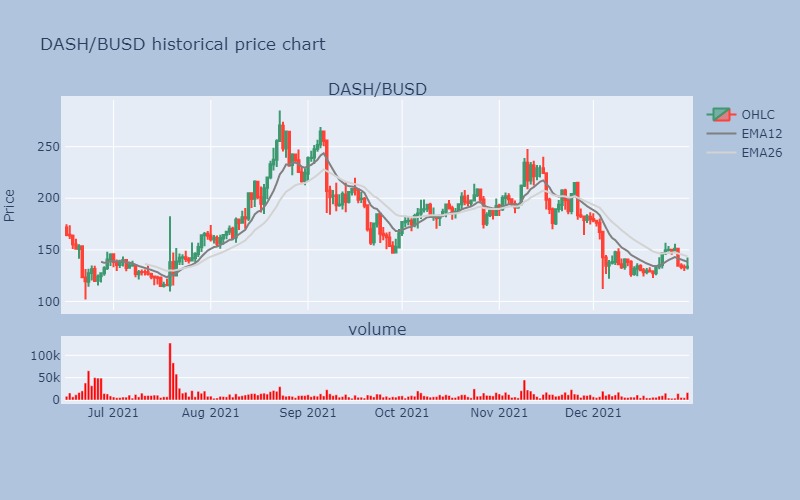 DASH/BUSD historical price chart
DASH/BUSD
OHLC
EMA12
EMA26
Price
250
200
150
100
volume
100k
50k
0
Jul 2021 Aug 2021 Sep 2021 Oct 2021 Nov 2021 Dec 2021